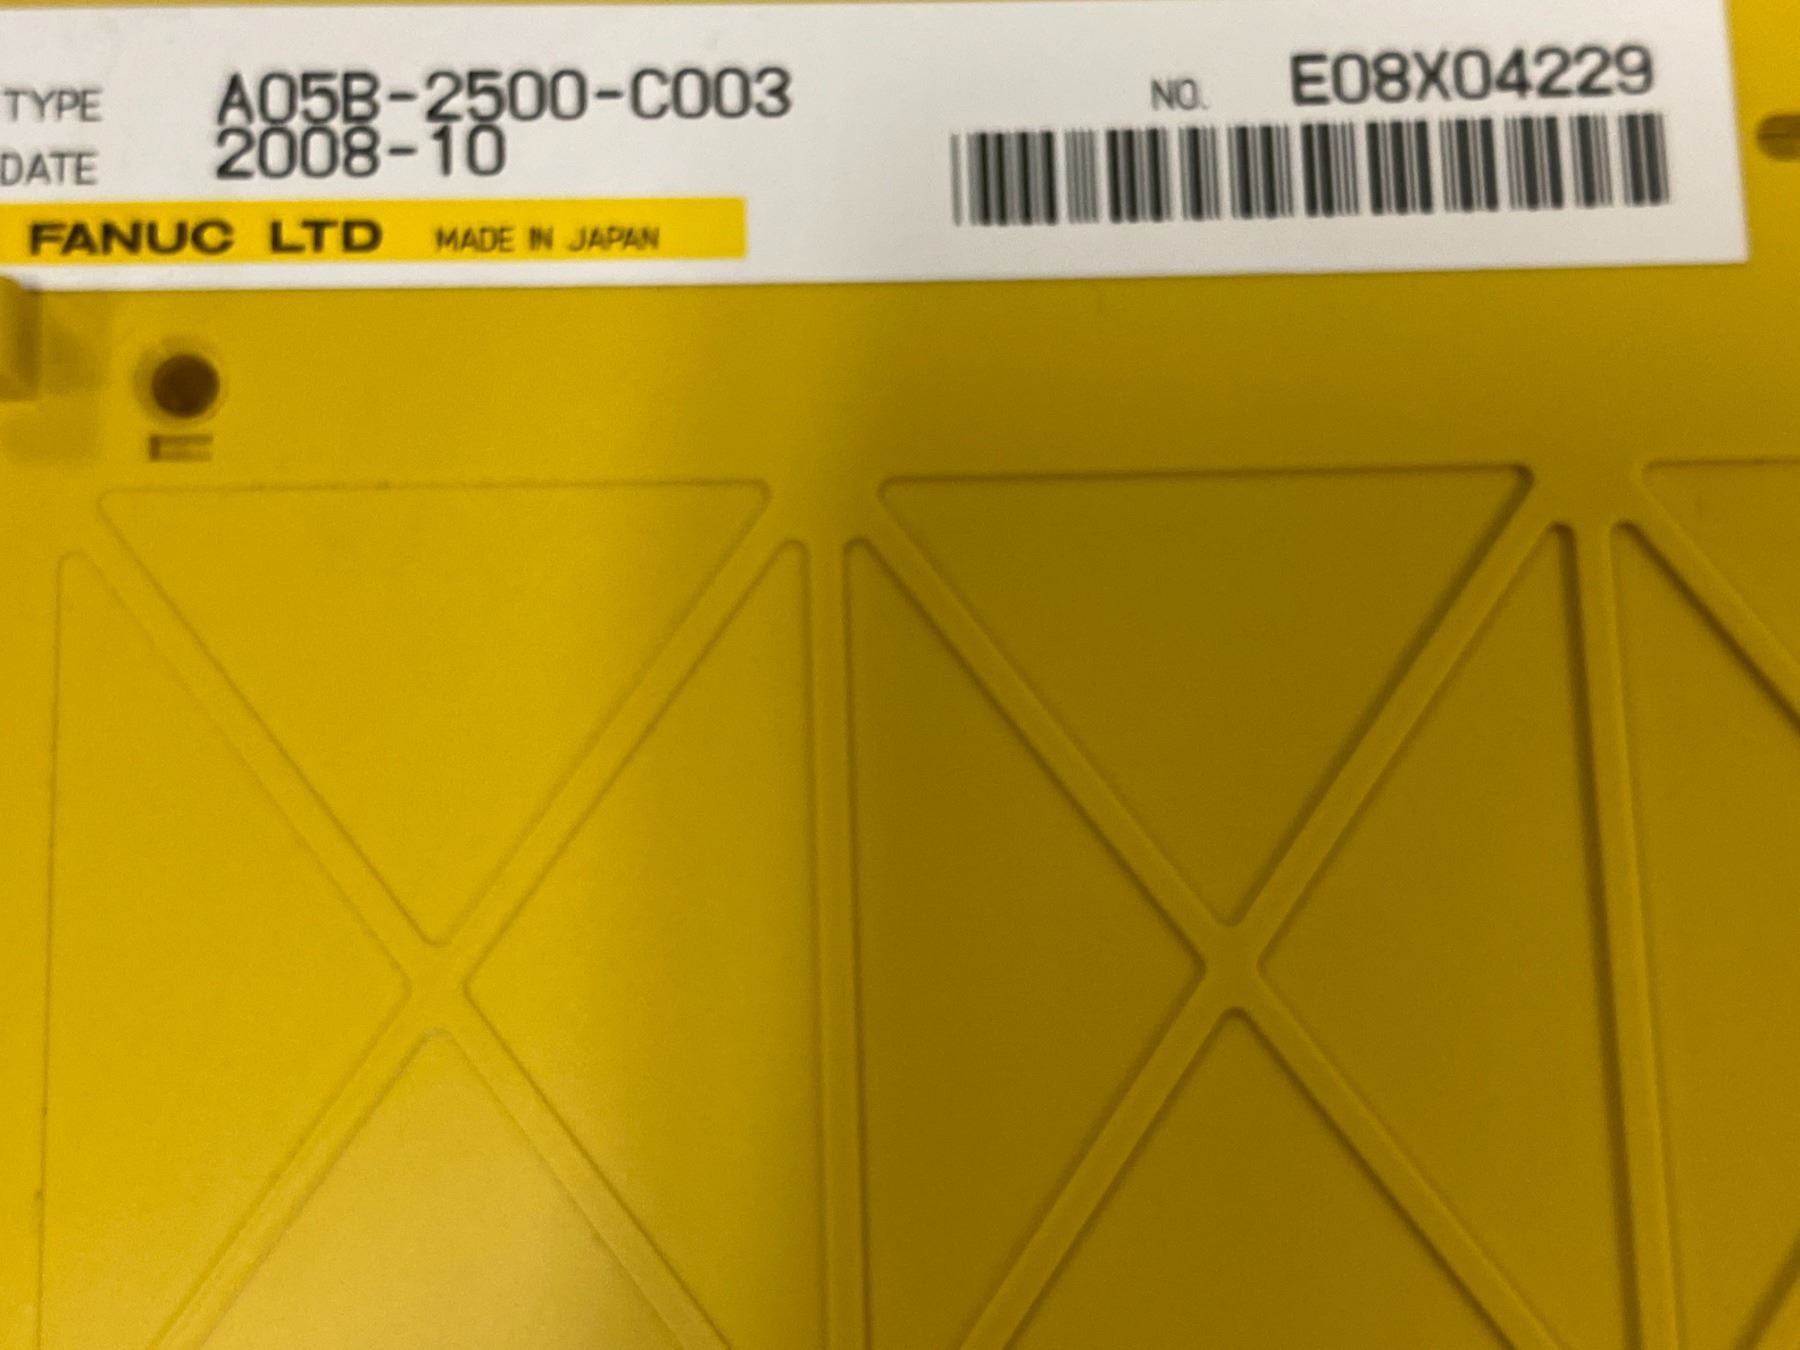 TYPE A05B-2500-C003
DATE 2008-10
FANUC LTD MADE IN JAPAN
NO. E08X04229